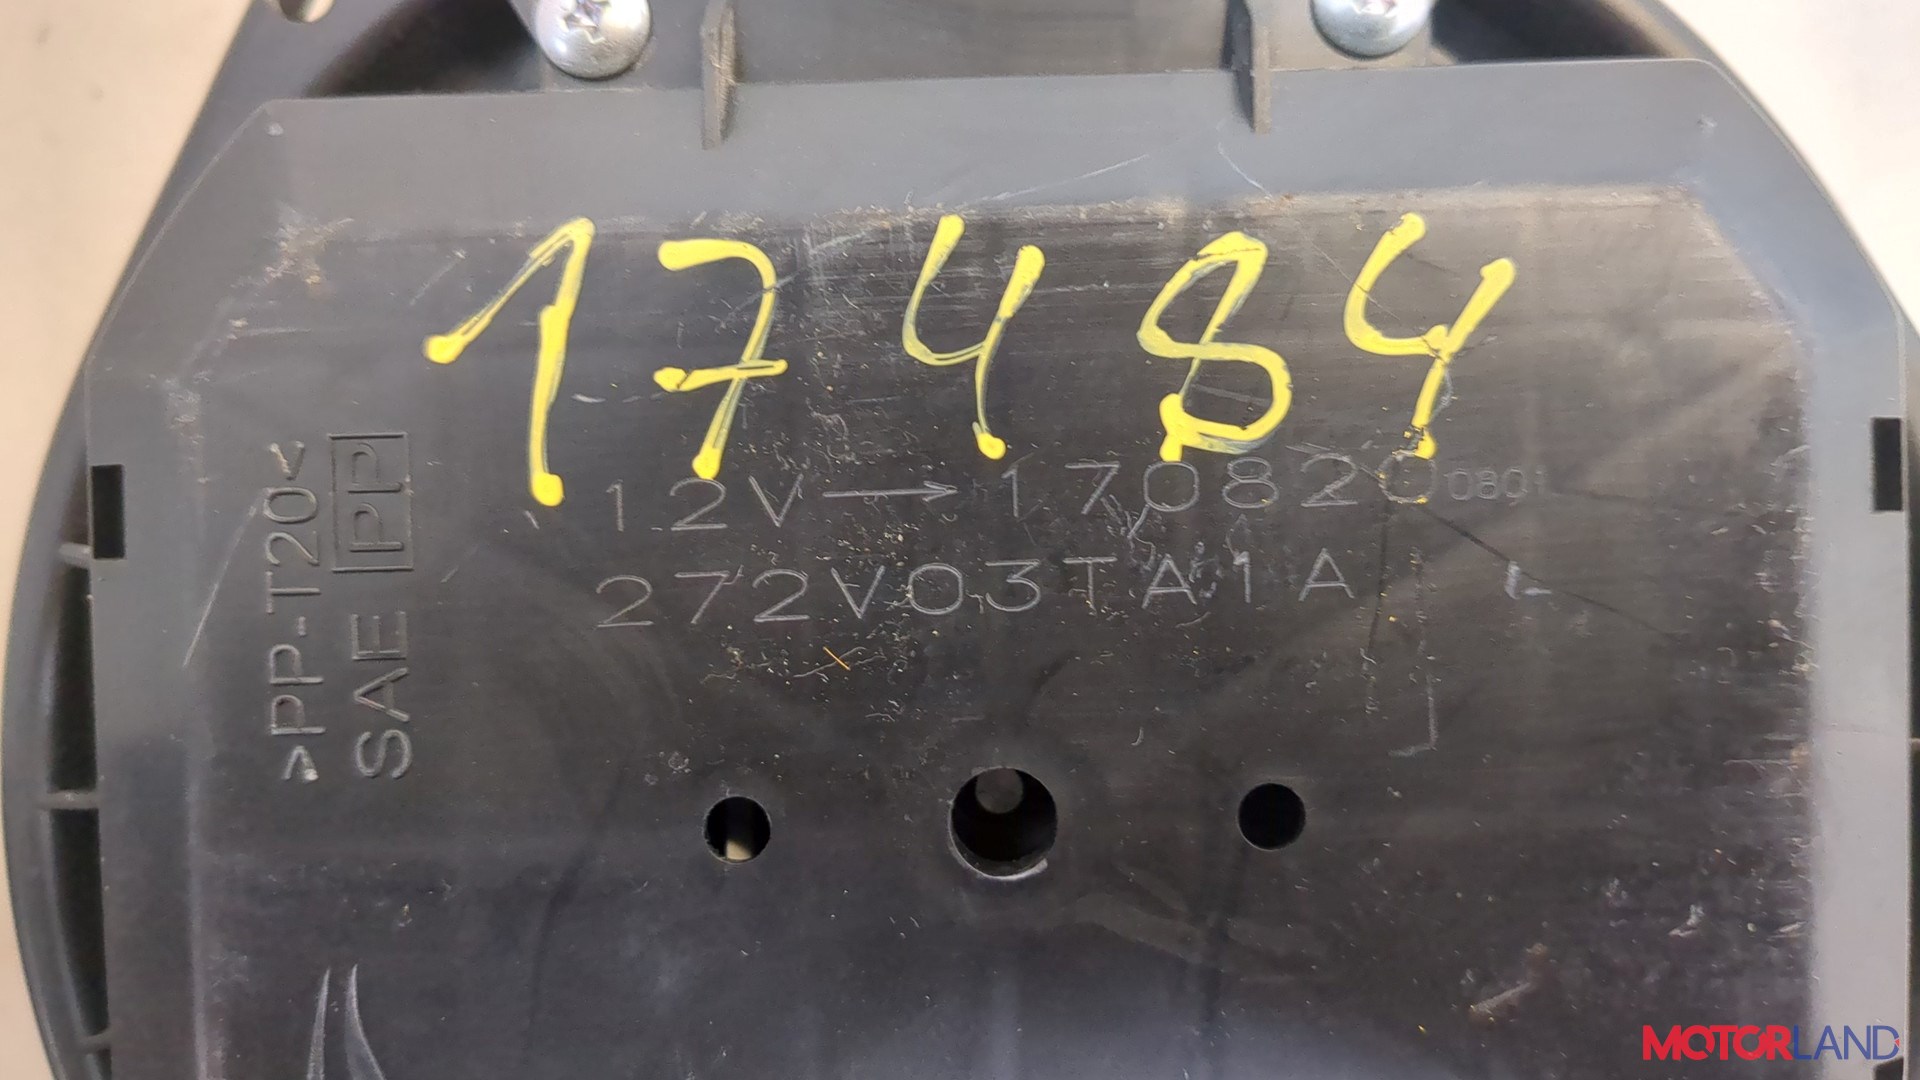 17484
12V→170820 0801
272V03TA1A
>PP-T20<
SAE PP
MOTORLAND